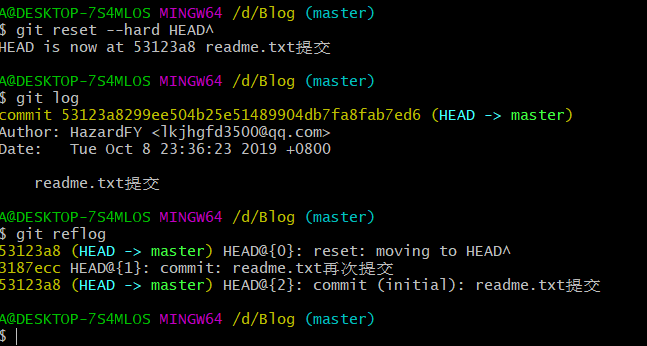 A@DESKTOP-7S4MLOS MINGW64 /d/Blog (master)
$ git reset --hard HEAD^
HEAD is now at 53123a8 readme.txt提交
A@DESKTOP-7S4MLOS MINGW64 /d/Blog (master)
$ git log
commit 53123a8299ee504b25e51489904db7fa8fab7ed6 (HEAD -> master)
Author: HazardFY <lkjhgfd3500@qq.com>
Date:   Tue Oct 8 23:36:23 2019 +0800
readme.txt提交
A@DESKTOP-7S4MLOS MINGW64 /d/Blog (master)
$ git reflog
53123a8 (HEAD -> master) HEAD@{0}: reset: moving to HEAD^
3187ecc HEAD@{1}: commit: readme.txt再次提交
53123a8 (HEAD -> master) HEAD@{2}: commit (initial): readme.txt提交
A@DESKTOP-7S4MLOS MINGW64 /d/Blog (master)
$